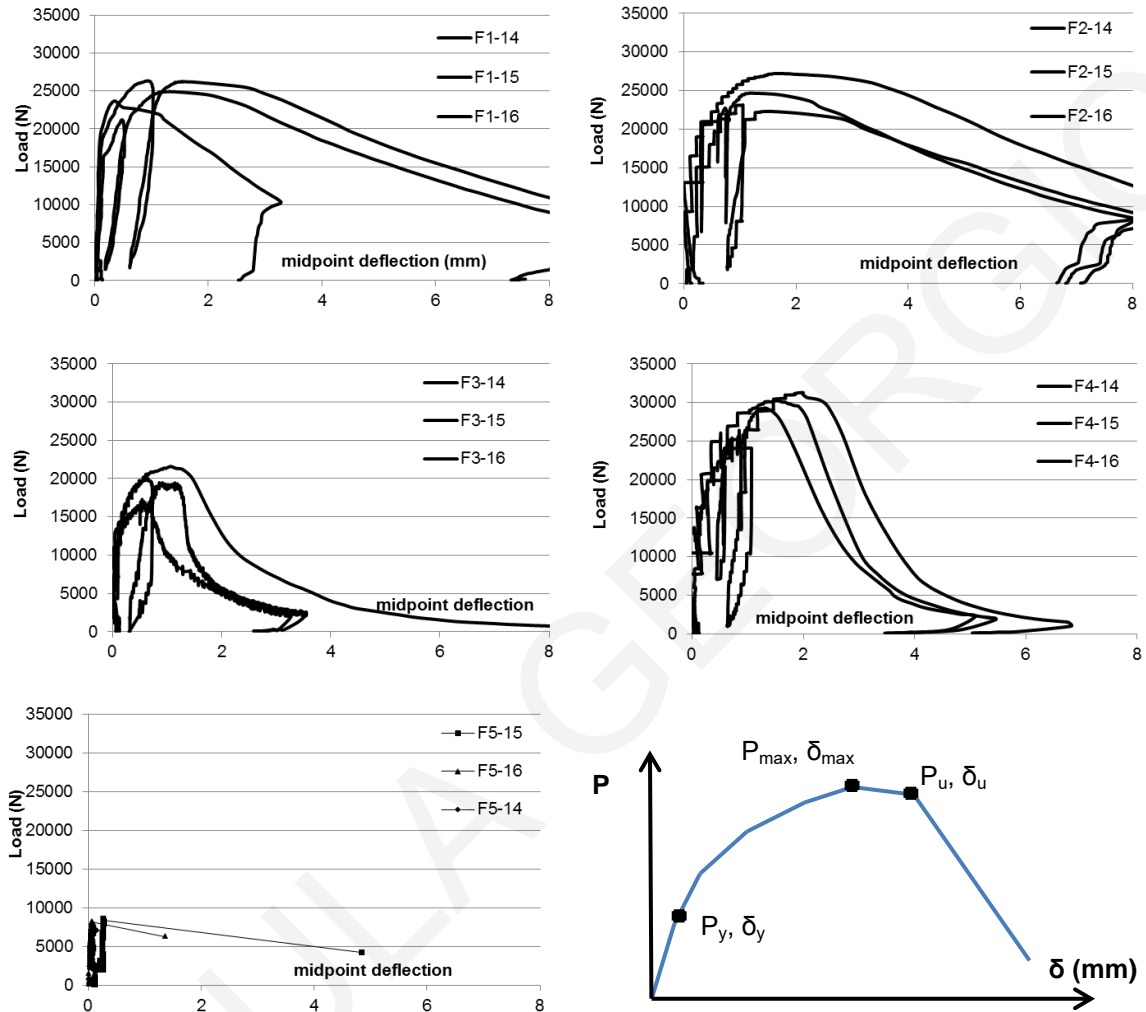 35000
30000
25000
20000
15000
10000
5000
0
Load (N)
F1-14
F1-15
F1-16
midpoint deflection (mm)
0 2 4 6 8
35000
30000
25000
20000
15000
10000
5000
0
Load (N)
F2-14
F2-15
F2-16
midpoint deflection
0 2 4 6 8
35000
30000
25000
20000
15000
10000
5000
0
Load (N)
F3-14
F3-15
F3-16
midpoint deflection
0 2 4 6 8
35000
30000
25000
20000
15000
10000
5000
0
Load (N)
F4-14
F4-15
F4-16
midpoint deflection
0 2 4 6 8
35000
30000
25000
20000
15000
10000
5000
0
Load (N)
F5-15
F5-16
F5-14
midpoint deflection
0 2 4 6 8
P
Pmax, δmax
Pu, δu
Py, δy
δ (mm)
ULA GEORGIO